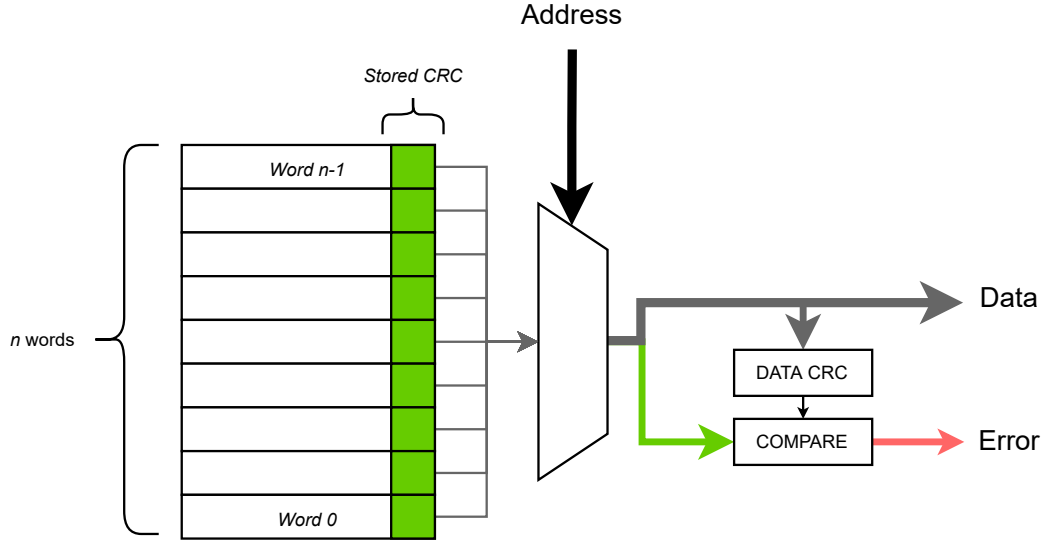 Address
Stored CRC
Word n-1
n words
Data
DATA CRC
COMPARE
Error
Word 0